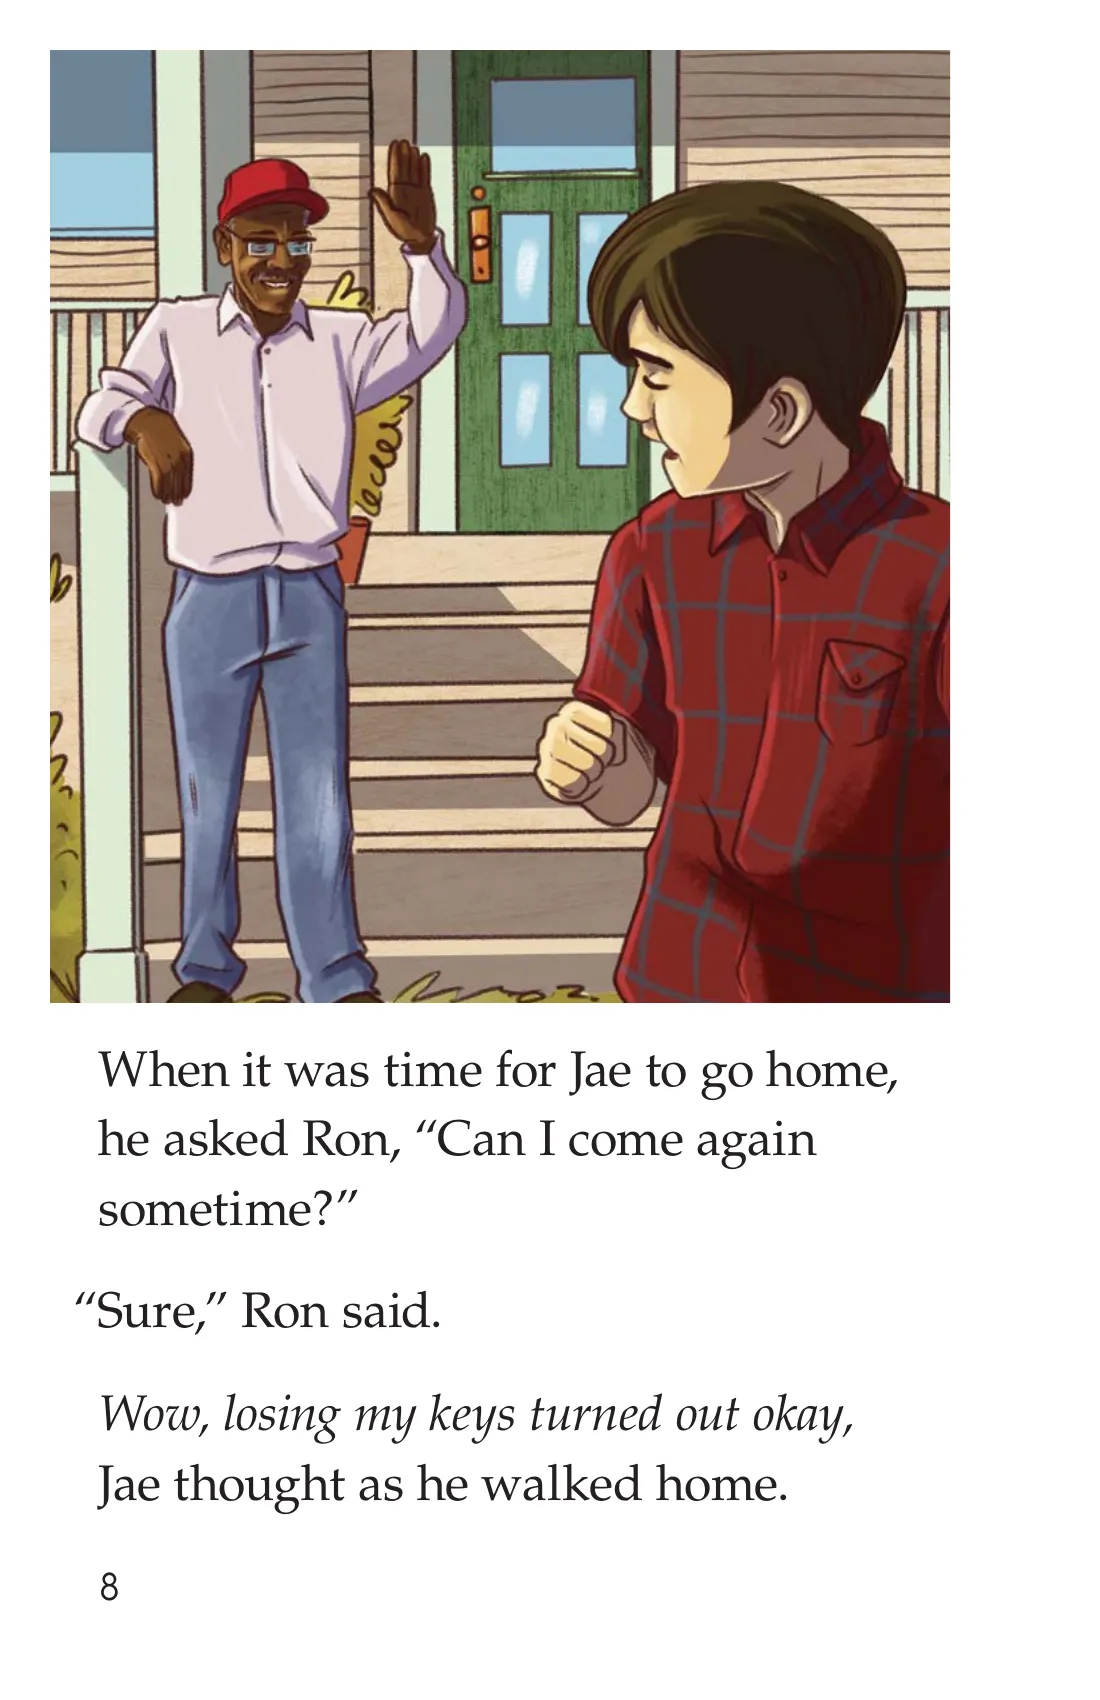 When it was time for Jae to go home,
he asked Ron, “Can I come again
sometime?”
“Sure,” Ron said.
Wow, losing my keys turned out okay,
Jae thought as he walked home.
8